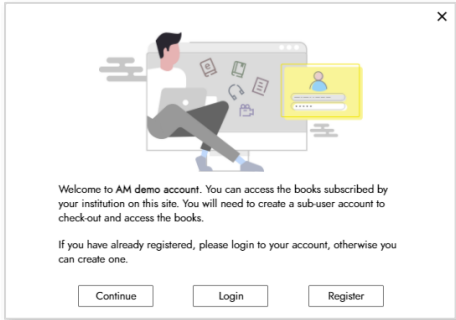 Welcome to AM demo account. You can access the books subscribed by
your institution on this site. You will need to create a sub-user account to
check-out and access the books.
If you have already registered, please login to your account, otherwise you
can create one.
Continue
Login
Register